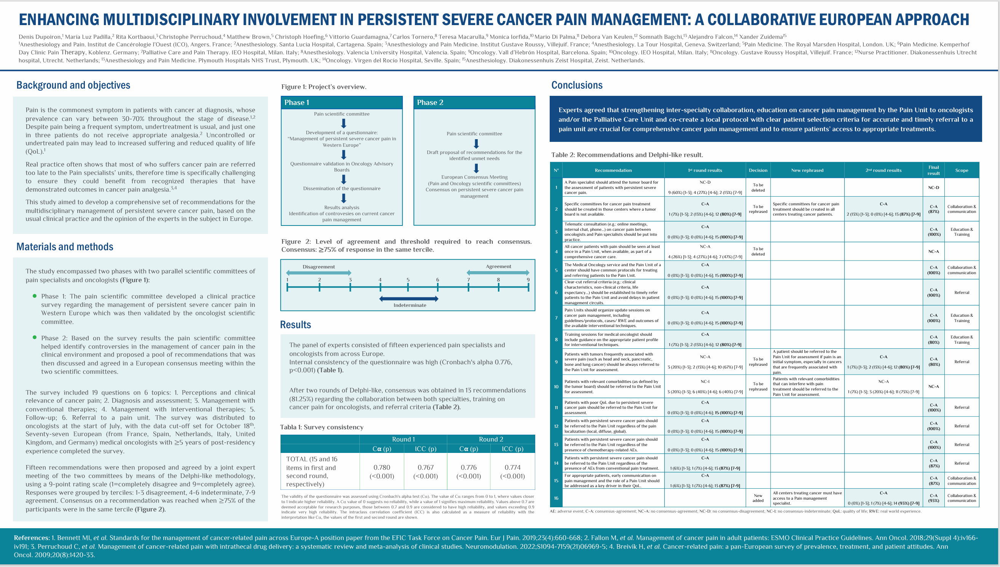 ENHANCING MULTIDISCIPLINARY INVOLVEMENT IN PERSISTENT SEVERE CANCER PAIN MANAGEMENT: A COLLABORATIVE EUROPEAN APPROACH
Denis Dupoiron,1 María Luz Padilla,2 Rita Kortbaoui,3 Christophe Perruchoud,4 Matthew Brown,5 Christoph Hoefing,6 Vittorio Guardamagna,7 Carlos Tornero,8 Teresa Macarulla,9 Monica Iorfida,10 Mario Di Palma,11 Debora Van Keulen,12 Somnath Bagchi,13 Alejandro Falcon,14 Xander Zuidema15
1Anesthesiology and Pain. Institut de Cancérologie l'Ouest (ICO), Angers. France; 2Anesthesiology. Santa Lucia Hospital, Cartagena. Spain; 3Anesthesiology and Pain Medicine. Institut Gustave Roussy, Villejuif. France; 4Anesthesiology. La Tour Hospital, Geneva. Switzerland; 5Pain Medicine. The Royal Marsden Hospital, London. UK; 6Pain Medicine. Kemperhof
Day Clinic Pain Therapy, Koblenz. Germany; 7Palliative Care and Pain Therapy. IEO Hospital, Milan. Italy; 8Anesthesiology. Valencia University Hospital, Valencia. Spain; 9Oncology. Vall d'Hebrón Hospital, Barcelona. Spain; 10Oncology. IEO Hospital, Milan. Italy; 11Oncology. Gustave Roussy Hospital, Villejuif. France; 12Nurse Practitioner. Diakonessenhuis Utrecht
hospital, Utrecht. Netherlands; 13Anesthesiology and Pain Medicine. Plymouth Hospitals NHS Trust, Plymouth. UK; 14Oncology. Virgen del Rocío Hospital, Seville. Spain; 15Anesthesiology. Diakonessenhuis Zeist Hospital, Zeist. Netherlands.
Background and objectives
Pain is the commonest symptom in patients with cancer at diagnosis, whose
prevalence can vary between 30-70% throughout the stage of disease.1,2
Despite pain being a frequent symptom, undertreatment is usual, and just one
in three patients do not receive appropriate analgesia.2 Uncontrolled or
undertreated pain may lead to increased suffering and reduced quality of life
(QoL).1
Real practice often shows that most of who suffers cancer pain are referred
too late to the Pain specialists' units, therefore time is specifically challenging
to ensure they could benefit from recognized therapies that have
demonstrated outcomes in cancer pain analgesia.3,4
This study aimed to develop a comprehensive set of recommendations for the
multidisciplinary management of persistent severe cancer pain, based on the
usual clinical practice and the opinion of the experts in the subject in Europe.
Materials and methods
The study encompassed two phases with two parallel scientific committees of
pain specialists and oncologists (Figure 1):
Phase 1: The pain scientific committee developed a clinical practice
survey regarding the management of persistent severe cancer pain in
Western Europe which was then validated by the oncologist scientific
committee.
Phase 2: Based on the survey results the pain scientific committee
helped identify controversies in the management of cancer pain in the
clinical environment and proposed a pool of recommendations that was
then discussed and agreed in a European consensus meeting within the
two scientific committees.
The survey included 19 questions on 6 topics: 1. Perceptions and clinical
relevance of cancer pain; 2. Diagnosis and assessment; 3. Management with
conventional therapies; 4. Management with interventional therapies; 5.
Follow-up; 6. Referral to a pain unit. The survey was distributed to
oncologists at the start of July, with the data cut-off set for October 18th.
Seventy-seven European (from France, Spain, Netherlands, Italy, United
Kingdom, and Germany) medical oncologists with ≥5 years of post-residency
experience completed the survey.
Fifteen recommendations were then proposed and agreed by a joint expert
meeting of the two committees by means of the Delphi-like methodology,
using a 9-point rating scale (1=completely disagree and 9=completely agree).
Responses were grouped by terciles: 1-3 disagreement, 4-6 indeterminate, 7-9
agreement. Consensus on a recommendation was reached when ≥75% of the
participants were in the same tercile (Figure 2).
Figure 1: Project's overview.
Phase 1
Pain scientific committee
Development of a questionnaire:
"Management of persistent severe cancer pain in
Western Europe"
Questionnaire validation in Oncology Advisory
Boards
Dissemination of the questionnaire
Results analysis
Identification of controvesies on current cancer
pain management
Phase 2
Pain scientific committee
Draft proposal of recommendations for the
identified unmet needs
European Consensus Meeting
(Pain and Oncology scientific committees)
Consensus on persistent severe cancer pain
management
Figure 2: Level of agreement and threshold required to reach consensus.
Consensus: ≥75% of response in the same tercile.
Disagreement Agreement
1 2 3 4 5 6 7 8 9
Indeterminate
Results
The panel of experts consisted of fifteen experienced pain specialists and
oncologists from across Europe.
Internal consistency of the questionnaire was high (Cronbach's alpha 0.776,
p<0.001) (Table 1).
After two rounds of Delphi-like, consensus was obtained in 13 recommendations
(81.25%) regarding the collaboration between both specialties, training on
cancer pain for oncologists, and referral criteria (Table 2).
Tabla 1: Survey consistency
Round 1 Round 2
Cα (p) ICC (p) Cα (p) ICC (p)
TOTAL (15 and 16
items in first and
second round,
respectively)
0.780 0.767 0.776 0.774
(<0.001) (<0.001) (<0.001) (<0.001)
The validity of the questionnaire was assessed using Cronbach's alpha test (Cα). The value of Cα ranges from 0 to 1, where values closer
to 1 indicate higher reliability. A Cα value of 0 suggests no reliability, while a value of 1 signifies maximum reliability. Values above 0.7 are
deemed acceptable for research purposes, those between 0.7 and 0.9 are considered to have high reliability, and values exceeding 0.9
indicate very high reliability. The intraclass correlation coefficient (ICC) is also calculated as a measure of reliability with the
interpretation like Cα, the values of the first and second round are shown.
Conclusions
Experts agreed that strengthening inter-specialty collaboration, education on cancer pain management by the Pain Unit to oncologists
and/or the Palliative Care Unit and co-create a local protocol with clear patient selection criteria for accurate and timely referral to a
pain unit are crucial for comprehensive cancer pain management and to ensure patients' access to appropriate treatments.
Table 2: Recommendations and Delphi-like result.
Nº Recommendation 1st round results Decision New rephrased 2nd round results Final result Scope
1
A Pain specialist should attend the tumor board for
the assessment of patients with persistent severe
cancer pain.
NC-D
9 (60%) [1-3]; 4 (27%) [4-6]; 2 (13%) [7-9]
To be
deleted
NC-D
2
Specific committees for cancer pain treatment
should be created in those centers where a tumor
board is not available.
C-A
1 (7%) [1-3]; 2 (13%) [4-6]; 12 (80%) [7-9]
To be
rephrased
Specific committees for cancer pain
treatment should be created in all
centers treating cancer patients.
C-A
2 (13%) [1-3]; 0 (0%) [4-6]; 13 (87%) [7-9]
C-A
(87%)
Collaboration &
communication
3
Telematic consultation (e.g.: online meetings,
internal chat, phone...) on cancer pain between
oncologists and Pain specialists should be put into
practice.
C-A
0 (0%) [1-3]; 0 (0%) [4-6]; 15 (100%) [7-9]
C-A
(100%)
Education &
Training
4
All cancer patients with pain should be seen at least
once in a Pain Unit, when available, as part of a
comprehensive cancer care.
NC-A
4 (26%) [1-3]; 4 (27%) [4-6]; 7 (47%) [7-9]
To be
deleted
NC-A
5
The Medical Oncology service and the Pain Unit of a
center should have common protocols for treating
and referring patients to the Pain Unit.
C-A
0 (0%) [1-3]; 0 (0%) [4-6]; 15 (100%) [7-9]
C-A
(100%)
Collaboration &
communication
6
Clear-cut referral criteria (e.g.: clinical
characteristics, non-clinical criteria, life
expectancy...) should be established to timely refer
patients to the Pain Unit and avoid delays in patient
management circuits.
C-A
0 (0%) [1-3]; 0 (0%) [4-6]; 15 (100%) [7-9]
C-A
(100%)
Referral
7
Pain Units should organize update sessions on
cancer pain management, including
guidelines/protocols, cases/ RWE and outcomes of
the available interventional techniques.
C-A
0 (0%) [1-3]; 0 (0%) [4-6]; 15 (100%) [7-9]
C-A
(100%)
Education &
Training
8
Training sessions for medical oncologist should
include guidance on the appropriate patient profile
for interventional techniques.
C-A
1 (7%) [1-3]; 2 (13%) [4-6]; 12 (80%) [7-9]
C-A
(80%)
Education &
Training
9
Patients with tumors frequently associated with
severe pain (such as head and neck, pancreatic,
bone and lung cancer) should be always referred to
the Pain Unit for assessment.
NC-A
3 (20%) [1-3]; 2 (13%) [4-6]; 10 (67%) [7-9]
To be
rephrased
A patient should be referred to the
Pain Unit for assessment if pain is an
initial symptom, especially in cancers
that are frequently associated with
pain.
C-A
1 (7%) [1-3]; 2 (13%) [4-6]; 12 (80%) [7-9]
C-A
(80%)
Referral
10
Patients with relevant comorbidities (as defined by
the tumor board) should be referred to the Pain Unit
for assessment.
NC-I
3 (20%) [1-3]; 6 (40%) [4-6]; 6 (40%) [7-9]
To be
rephrased
Patients with relevant comorbidities
that can interfere with pain
treatment should be referred to the
Pain Unit for assessment.
NC-A
1 (7%) [1-3]; 3 (20%) [4-6]; 11 (73%) [7-9]
NC-A
11
Patients with poor QoL due to persistent severe
cancer pain should be referred to the Pain Unit for
assessment.
C-A
0 (0%) [1-3]; 0 (0%) [4-6]; 15 (100%) [7-9]
C-A
(100%)
Referral
12
Patients with persistent severe cancer pain should
be referred to the Pain Unit regardless of the pain
localization (local, diffuse, global).
C-A
0 (0%) [1-3]; 0 (0%) [4-6]; 15 (100%) [7-9]
C-A
(100%)
Referral
13
Patients with persistent severe cancer pain should
be referred to the Pain Unit regardless of the
presence of chemotherapy-related AEs.
C-A
0 (0%) [1-3]; 0 (0%) [4-6]; 15 (100%) [7-9]
C-A
(100%)
Referral
14
Patients with persistent severe cancer pain should
be referred to the Pain Unit regardless of the
presence of AEs from conventional pain treatment.
C-A
1 (6%) [1-3]; 1 (7%) [4-6]; 13 (87%) [7-9]
C-A
(87%)
Referral
15
For appropriate patients, early communication on
pain management and the role of a Pain Unit should
be addressed as a key driver in their QoL.
C-A
1 (6%) [1-3]; 1 (7%) [4-6]; 13 (87%) [7-9]
C-A
(87%)
Collaboration &
communication
16
New
added
All centers treating cancer must have
access to a Pain management
specialist.
C-A
0 (0%) [1-3]; 1 (7%) [4-6]; 14 (93%) [7-9]
C-A
(93%)
Collaboration &
communication
AE: adverse event; C-A: consensus-agreement; NC-A: no consensus-agreement; NC-D: no consensus-disagreement; NC-I: no consensus-indeterminate; QoL: quality of life; RWE: real world experience.
References: 1. Bennett MI, et al. Standards for the management of cancer-related pain across Europe-A position paper from the EFIC Task Force on Cancer Pain. Eur J Pain. 2019;23(4):660-668; 2. Fallon M, et al. Management of cancer pain in adult patients: ESMO Clinical Practice Guidelines. Ann Oncol. 2018;29(Suppl 4):iv166-
iv191; 3. Perruchoud C, et al. Management of cancer-related pain with intrathecal drug delivery: a systematic review and meta-analysis of clinical studies. Neuromodulation. 2022;S1094-7159(21)06969-5; 4. Breivik H, et al. Cancer-related pain: a pan-European survey of prevalence, treatment, and patient attitudes. Ann
Oncol. 2009;20(8):1420-33.